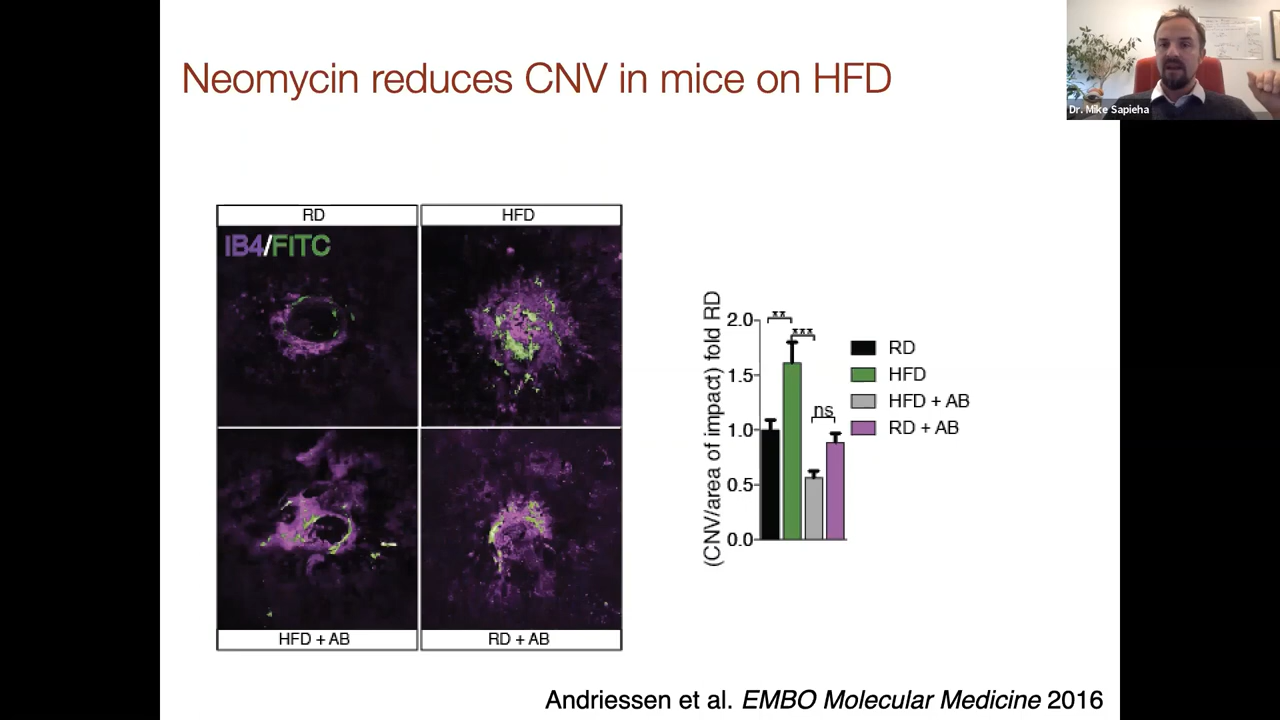 Neomycin reduces CNV in mice on HFD
Dr. Mike Sapieha
RD
HFD
IB4/FITC
HFD + AB
RD + AB
(CNV/area of impact) fold RD
2.0
1.5
1.0
0.5
0.0
**
***
ns
RD
HFD
HFD + AB
RD + AB
Andriessen et al. EMBO Molecular Medicine 2016